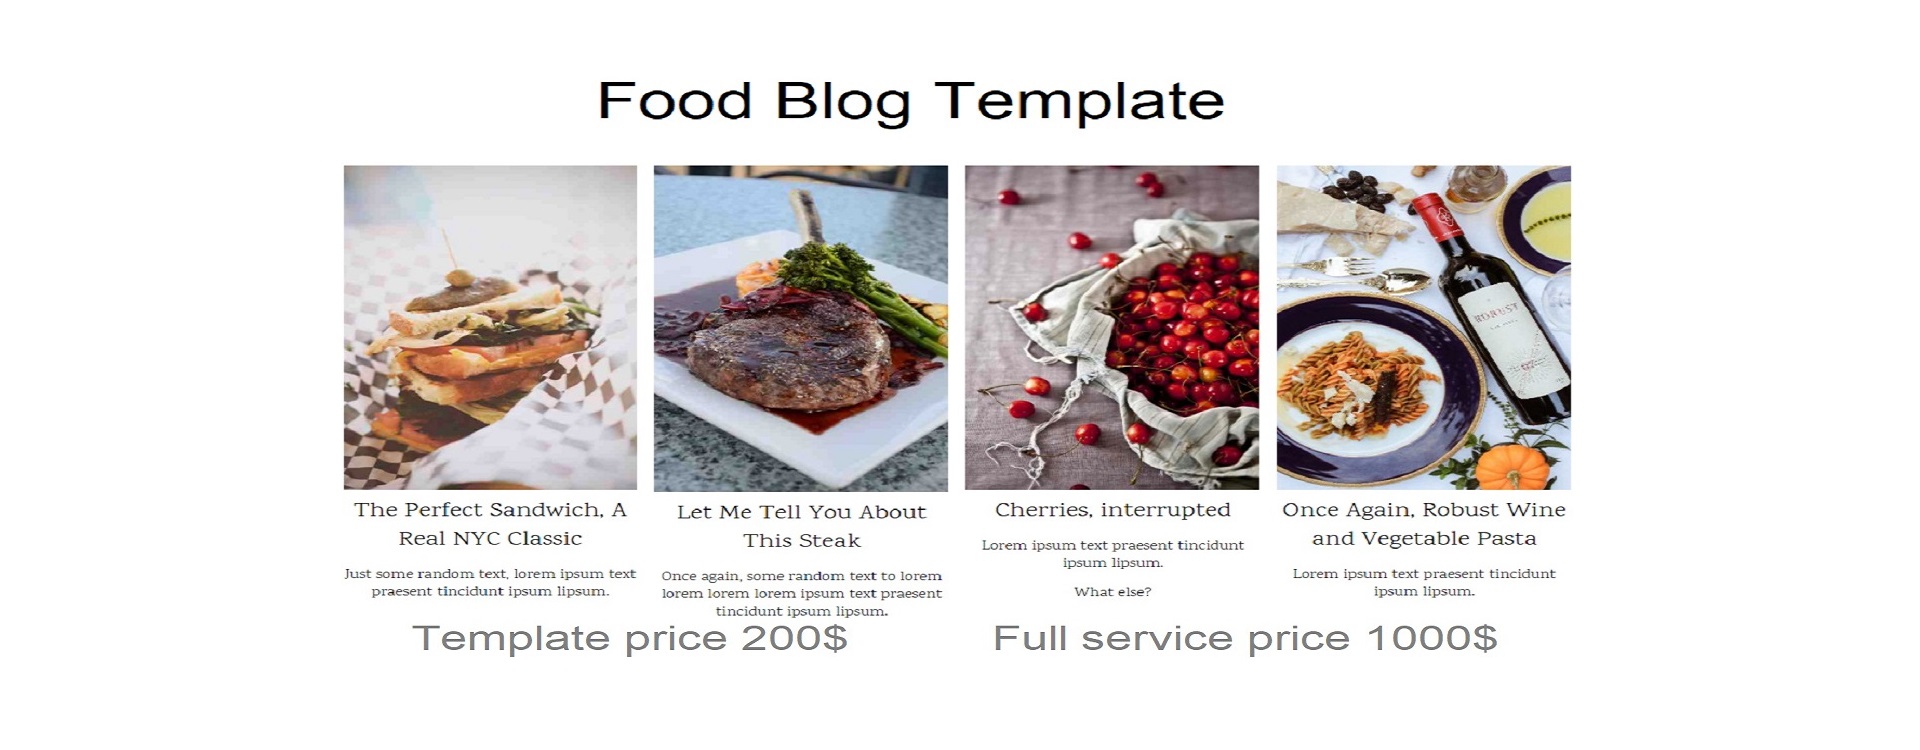 Food Blog Template
ROBUST
The Perfect Sandwich, A
Real NYC Classic
Just some random text, lorem ipsum text
praesent tincidunt ipsum lipsum.
Let Me Tell You About
This Steak
Once again, some random text to lorem
lorem lorem lorem ipsum text praesent
tincidunt ipsum lipsum.
Cherries, interrupted
Lorem ipsum text praesent tincidunt
ipsum lipsum.
What else?
Once Again, Robust Wine
and Vegetable Pasta
Lorem ipsum text praesent tincidunt
ipsum lipsum.
Template price 200$
Full service price 1000$